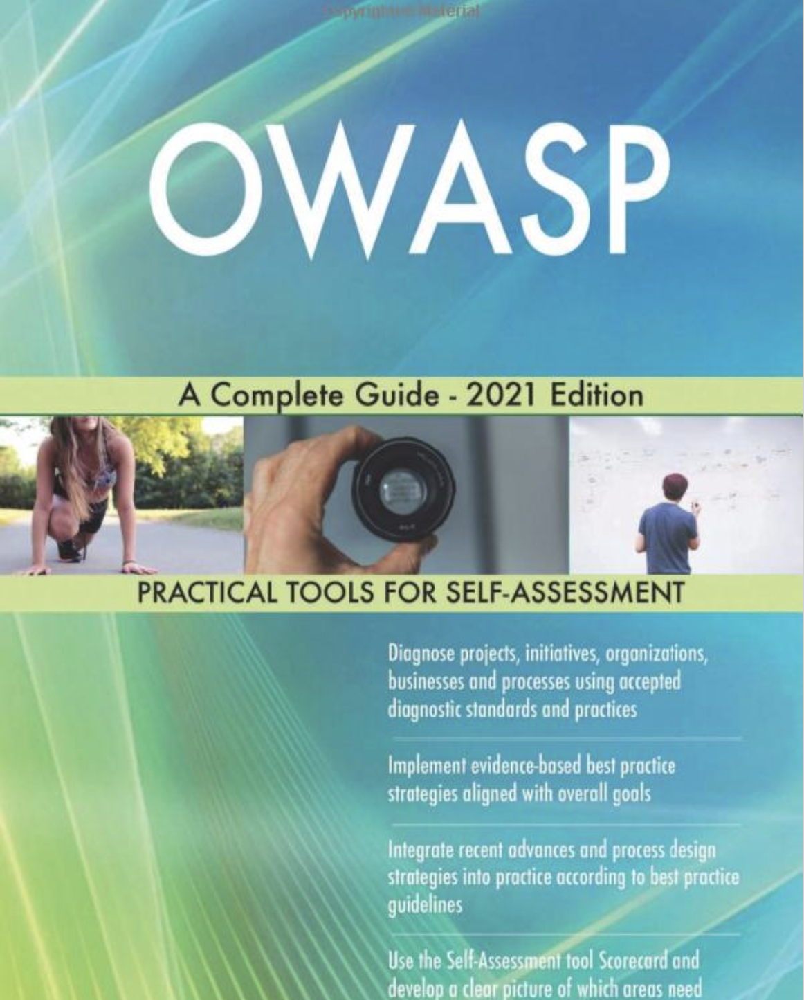 Copyrighted Material
OWASP
A Complete Guide - 2021 Edition
PRACTICAL TOOLS FOR SELF-ASSESSMENT
Diagnose projects, initiatives, organizations,
businesses and processes using accepted
diagnostic standards and practices
Implement evidence-based best practice
strategies aligned with overall goals
Integrate recent advances and process design
strategies into practice according to best practice
guidelines
Use the Self-Assessment tool Scorecard and
develop a clear picture of which areas need